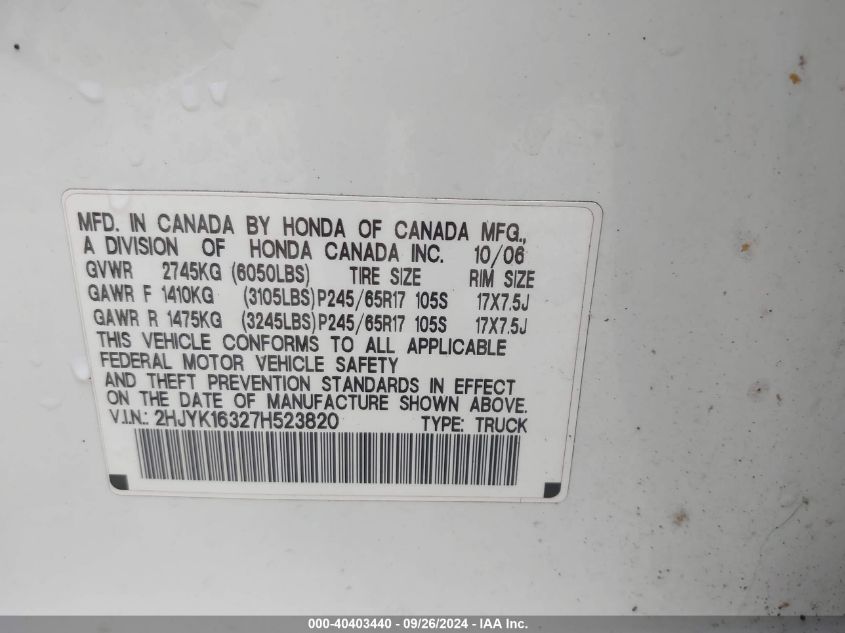 MFD. IN CANADA BY HONDA OF CANADA MFG.,
A DIVISION OF HONDA CANADA INC. 10/06
GVWR 2745KG (6050LBS) TIRE SIZE RIM SIZE
GAWR F 1410KG (3105LBS) P245/65R17 105S 17X7.5J
GAWR R 1475KG (3245LBS) P245/65R17 105S 17X7.5J
THIS VEHICLE CONFORMS TO ALL APPLICABLE
FEDERAL MOTOR VEHICLE SAFETY
AND THEFT PREVENTION STANDARDS IN EFFECT
ON THE DATE OF MANUFACTURE SHOWN ABOVE.
V.I.N.: 2HJYK16327H523820 TYPE: TRUCK
000-40403440 - 09/26/2024 - IAA Inc.